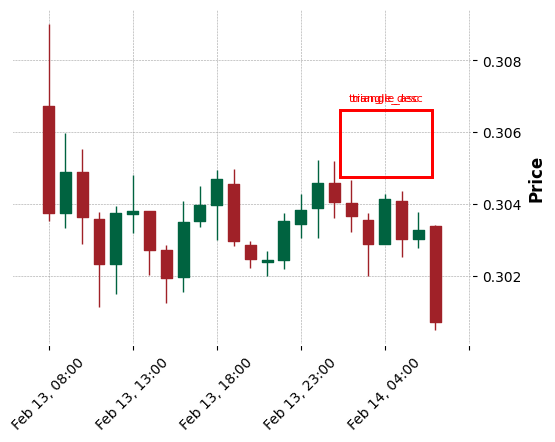 0.308
triangle_desc
0.306
Price
0.304
0.302
Feb 13, 08:00
Feb 13, 13:00
Feb 13, 18:00
Feb 13, 23:00
Feb 14, 04:00